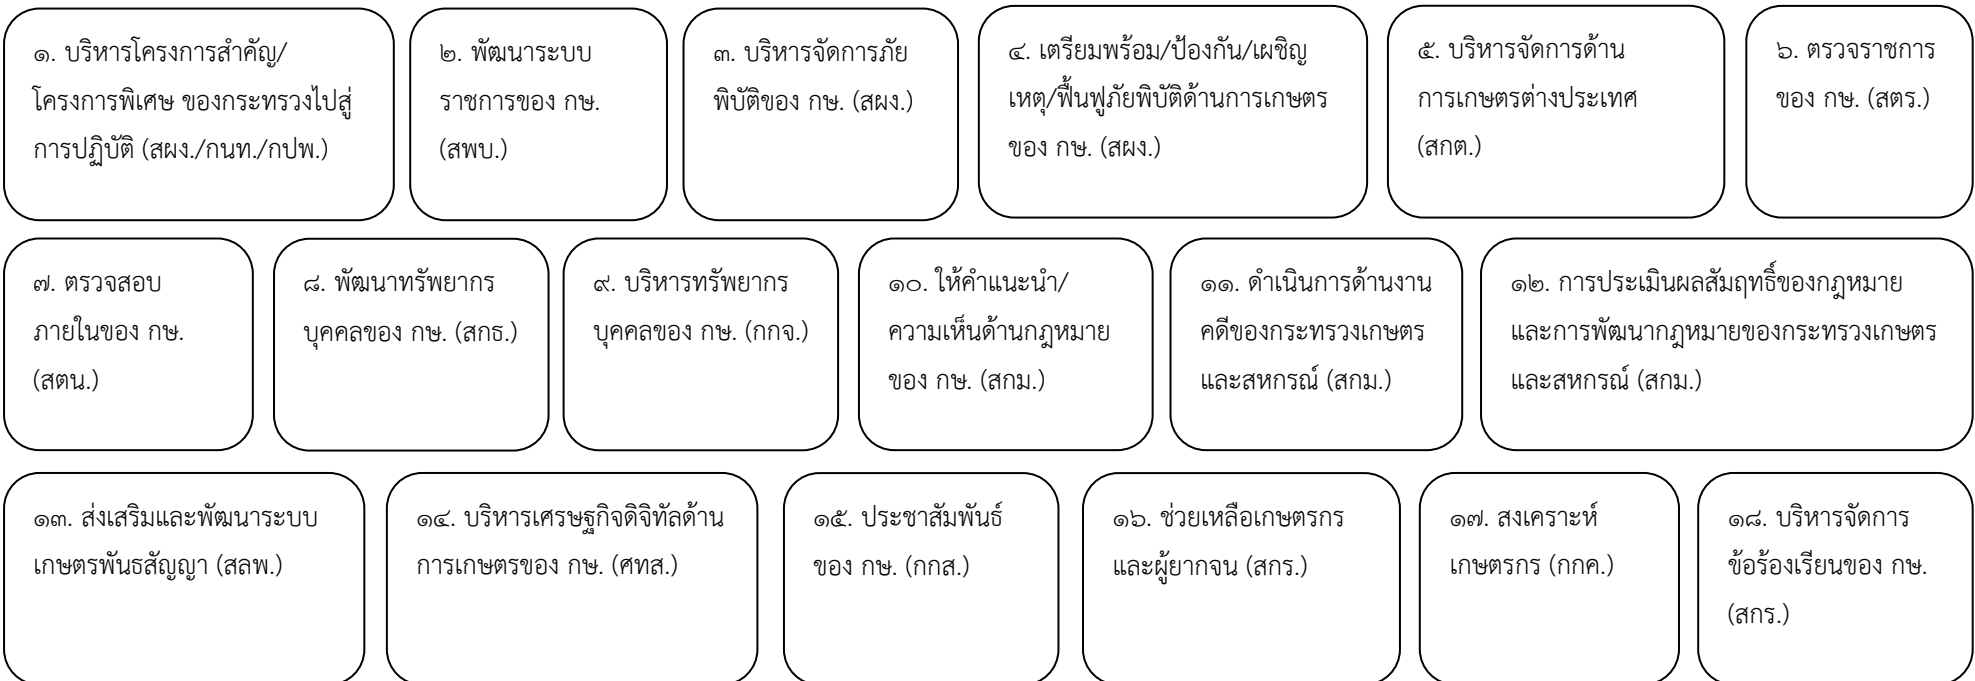 ๑. บริหารโครงการสำคัญ/
โครงการพิเศษ ของกระทรวงไปสู่
การปฏิบัติ (สผง./กนท./กปพ.)
๒. พัฒนาระบบ
ราชการของ กษ.
(สพบ.)
๓. บริหารจัดการภัย
พิบัติของ กษ. (สผง.)
๔. เตรียมพร้อม/ป้องกัน/เผชิญ
เหตุ/ฟื้นฟูภัยพิบัติด้านการเกษตร
ของ กษ. (สผง.)
๕. บริหารจัดการด้าน
การเกษตรต่างประเทศ
(สกต.)
๖. ตรวจราชการ
ของ กษ. (สตร.)
๗. ตรวจสอบ
ภายในของ กษ.
(สตน.)
๘. พัฒนาทรัพยากร
บุคคลของ กษ. (สกธ.)
๙. บริหารทรัพยากร
บุคคลของ กษ. (กกจ.)
๑๐. ให้คำแนะนำ/
ความเห็นด้านกฎหมาย
ของ กษ. (สกม.)
๑๑. ดำเนินการด้านงาน
คดีของกระทรวงเกษตร
และสหกรณ์ (สกม.)
๑๒. การประเมินผลสัมฤทธิ์ของกฎหมาย
และการพัฒนากฎหมายของกระทรวงเกษตร
และสหกรณ์ (สกม.)
๑๓. ส่งเสริมและพัฒนาระบบ
เกษตรพันธสัญญา (สลพ.)
๑๔. บริหารเศรษฐกิจดิจิทัลด้าน
การเกษตรของ กษ. (ศทส.)
๑๕. ประชาสัมพันธ์
ของ กษ. (กกส.)
๑๖. ช่วยเหลือเกษตรกร
และผู้ยากจน (สกร.)
๑๗. สงเคราะห์
เกษตรกร (กกค.)
๑๘. บริหารจัดการ
ข้อร้องเรียนของ กษ.
(สกร.)